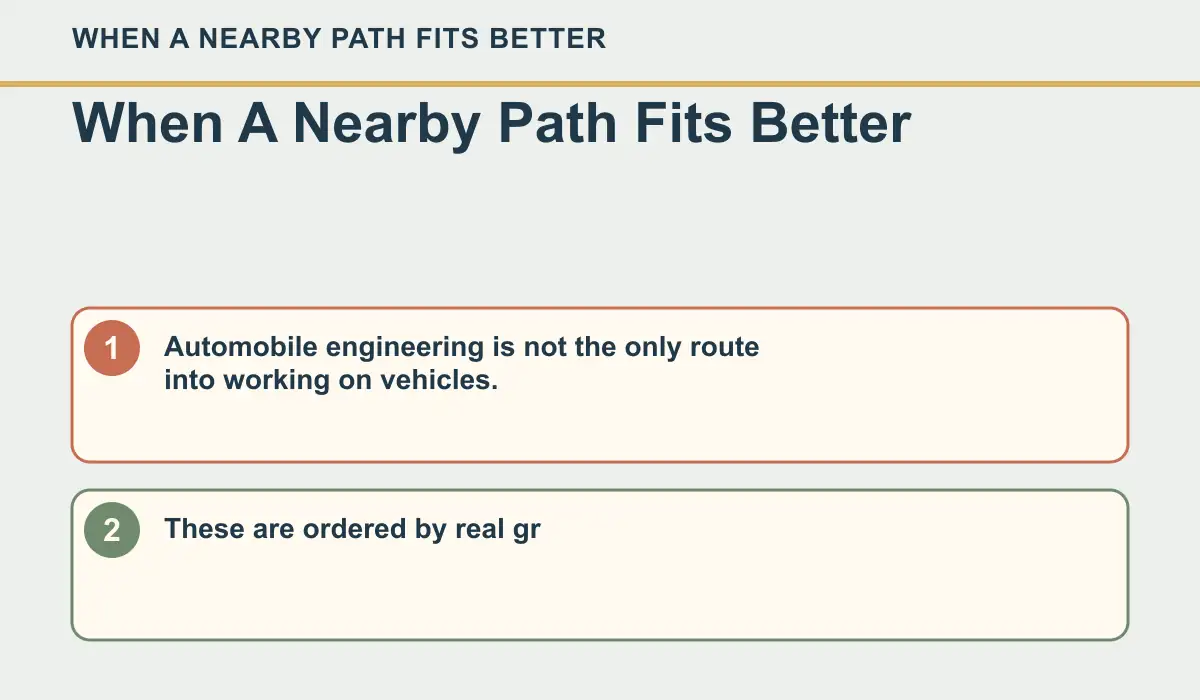 WHEN A NEARBY PATH FITS BETTER
When A Nearby Path Fits Better
1
Automobile engineering is not the only route
into working on vehicles.
2
These are ordered by real gr